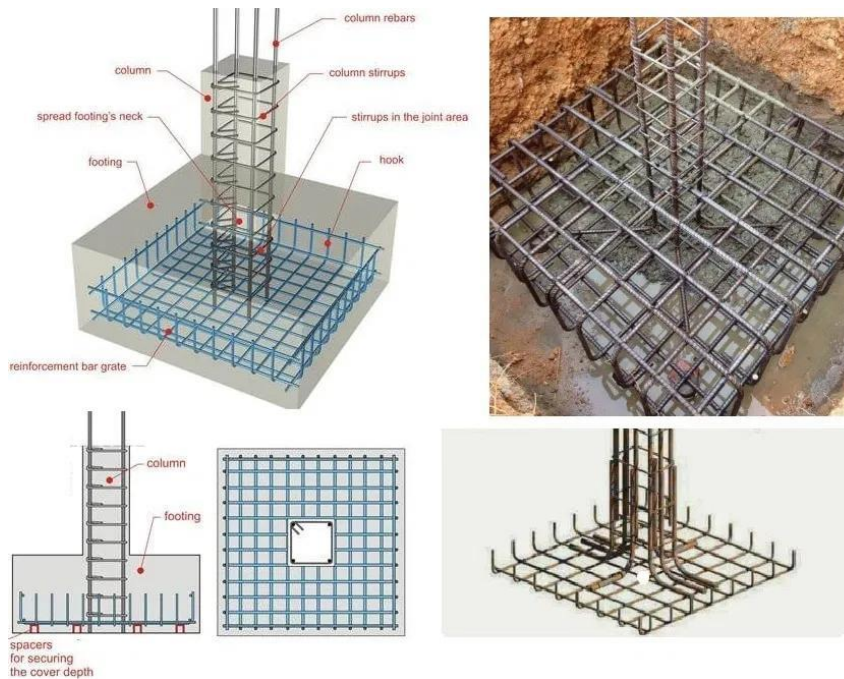 column rebars
column
column stirrups
spread footing's neck
stirrups in the joint area
footing
hook
reinforcement bar grate
column
footing
spacers
for securing
the cover depth